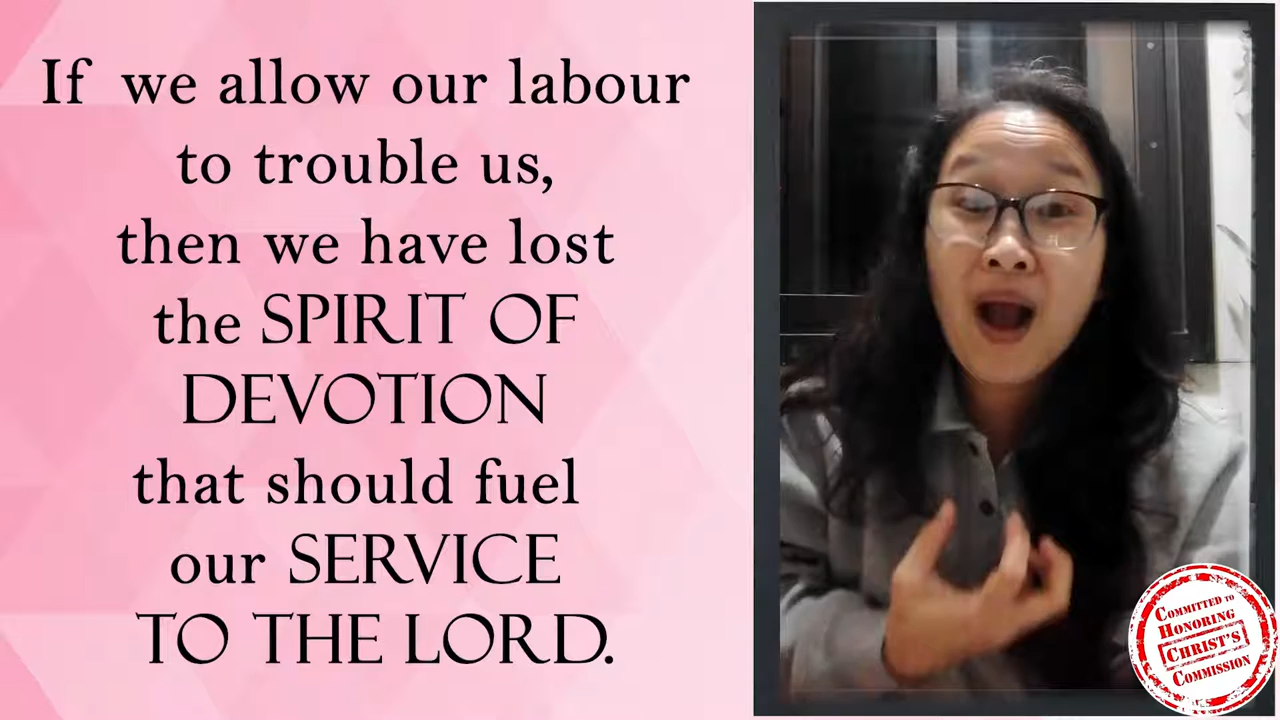 If we allow our labour
to trouble us,
then we have lost
the SPIRIT OF
DEVOTION
that should fuel
our SERVICE
TO THE LORD.
COMMITTED TO
HONORING
CHRIST'S
COMMISSION